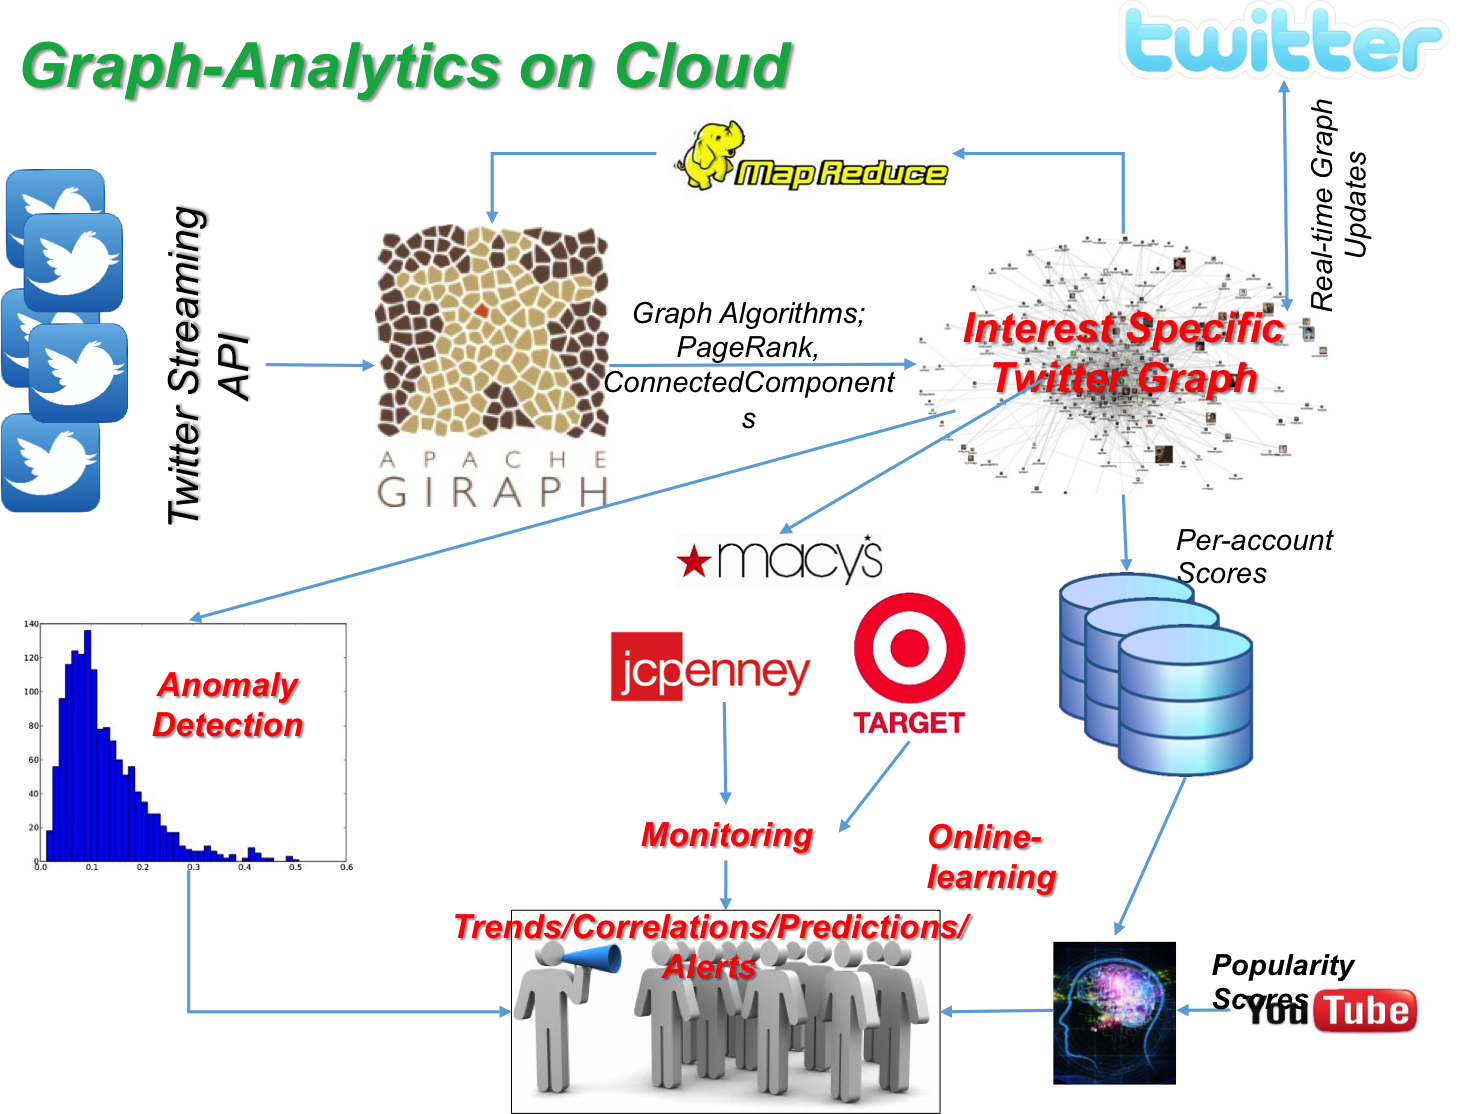 Graph-Analytics on Cloud
twitter
Map Reduce
Real-time Graph
Updates
Twitter Streaming
API
Graph Algorithms;
PageRank,
ConnectedComponent
s
Interest Specific
Twitter Graph
APACHE
GIRAPH
macy's
Per-account
Scores
jcpenney
TARGET
140
120
100
80
60
40
20
0
0.0 0.1 0.2 0.3 0.4 0.5 0.6
Anomaly
Detection
Monitoring
Online-
learning
Trends/Correlations/Predictions/
Alerts
Popularity
Scores
YouTube